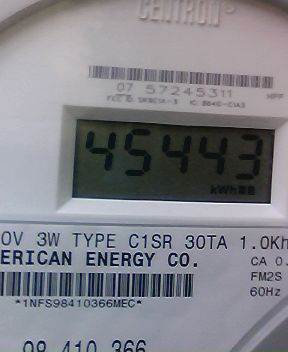 CENTRON®
07 57245311
45443
kWh
0V 3W TYPE C1SR 30TA 1.0Kh
ERICAN ENERGY CO.
CA 0.
FM2S
60Hz
*1NFS98410366MEC*
98 410 366